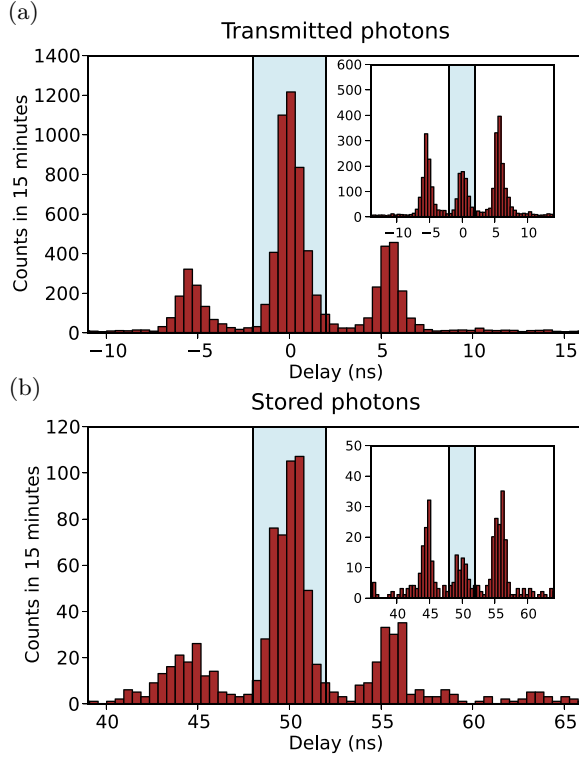 (a)
Transmitted photons
Counts in 15 minutes
1400
1200
1000
800
600
400
200
0
−10 −5 0 5 10 15
Delay (ns)
600
500
400
300
200
100
0
−10 −5 0 5 10
(b)
Stored photons
Counts in 15 minutes
120
100
80
60
40
20
0
40 45 50 55 60 65
Delay (ns)
50
40
30
20
10
0
40 45 50 55 60